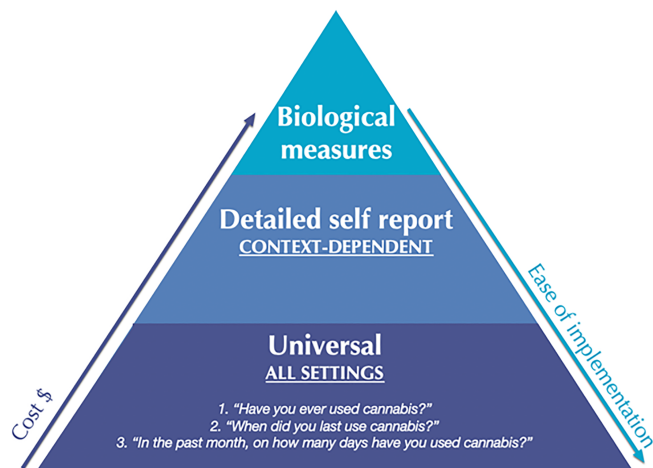 Biological
measures
Detailed self report
CONTEXT-DEPENDENT
Universal
ALL SETTINGS
1. “Have you ever used cannabis?”
2. “When did you last use cannabis?”
3. “In the past month, on how many days have you used cannabis?”
Cost $
Ease of implementation